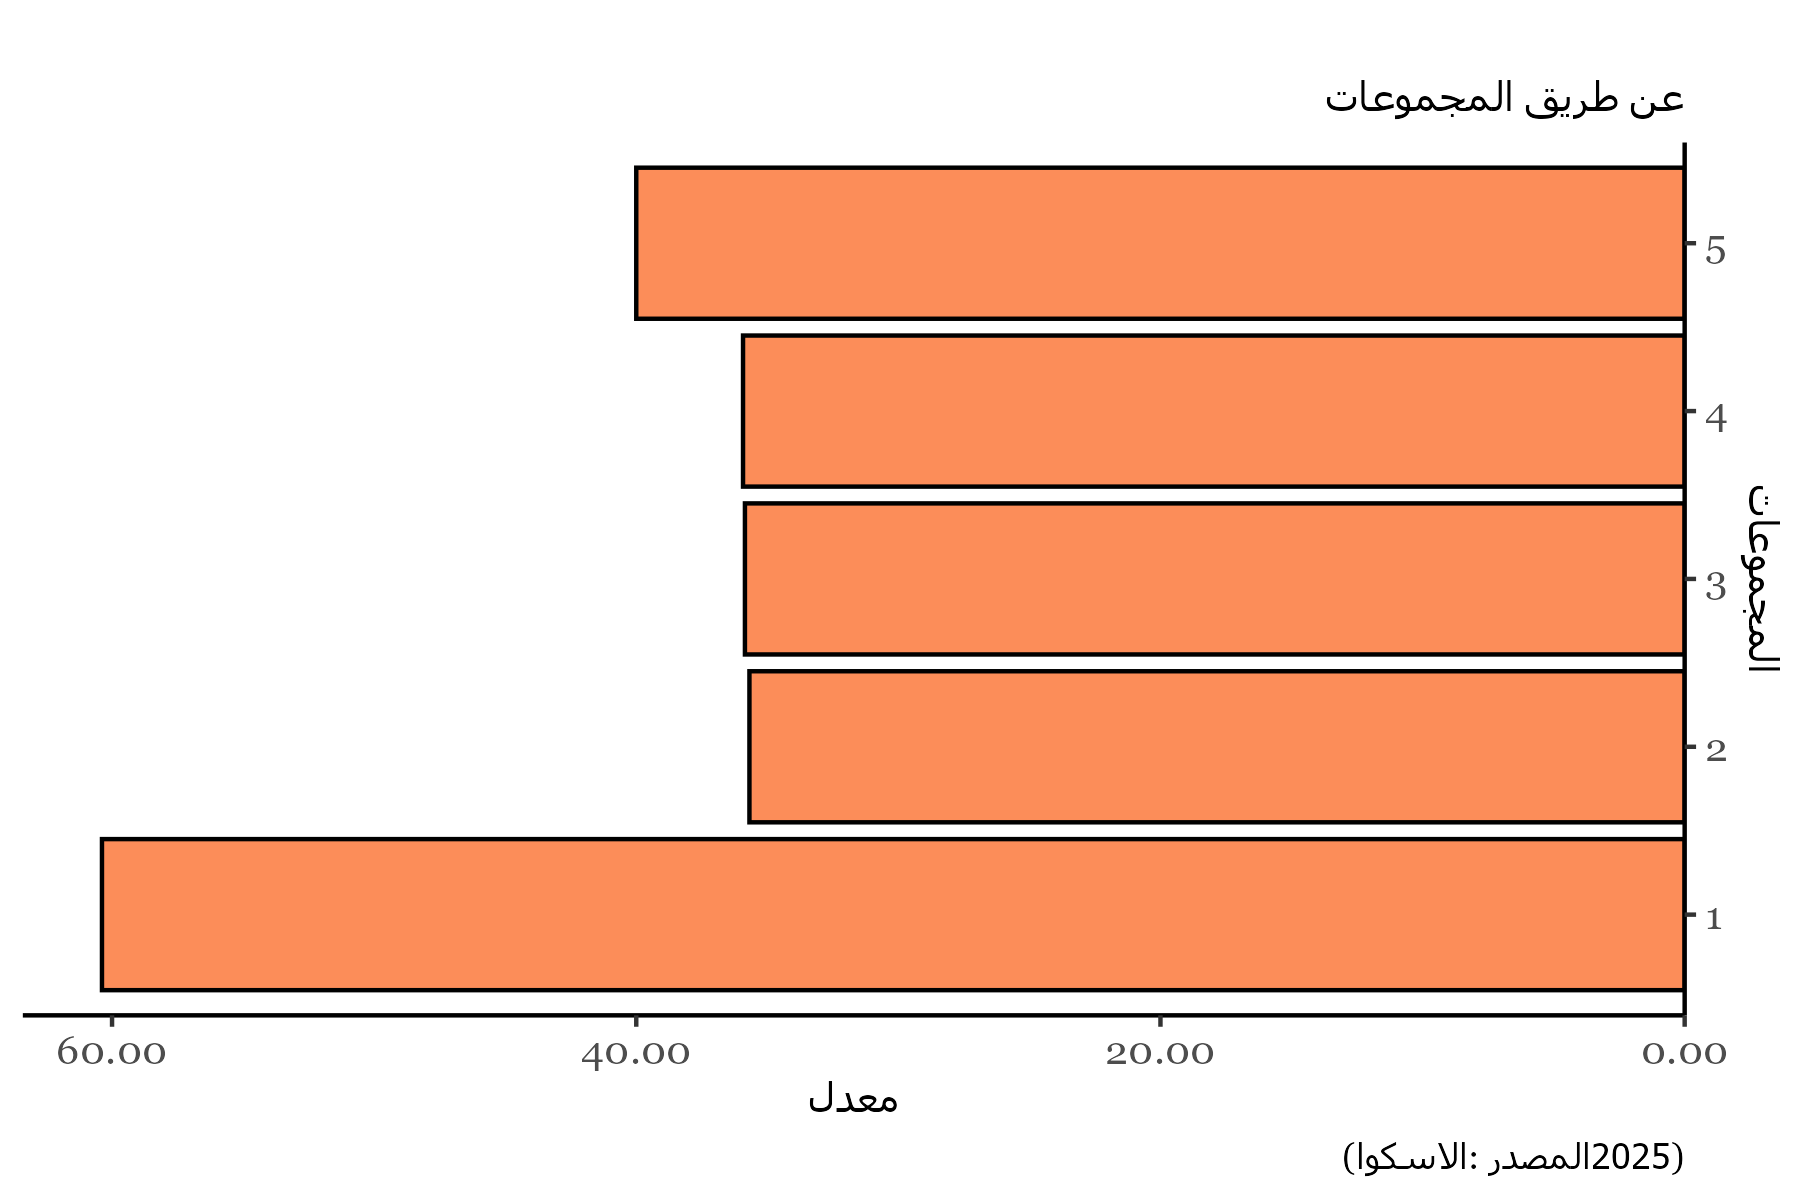 عن طريق المجموعات
5
4
3
2
1
المجموعات
60.00 40.00 20.00 0.00
معدل
(2025المصدر :الاسكوا)